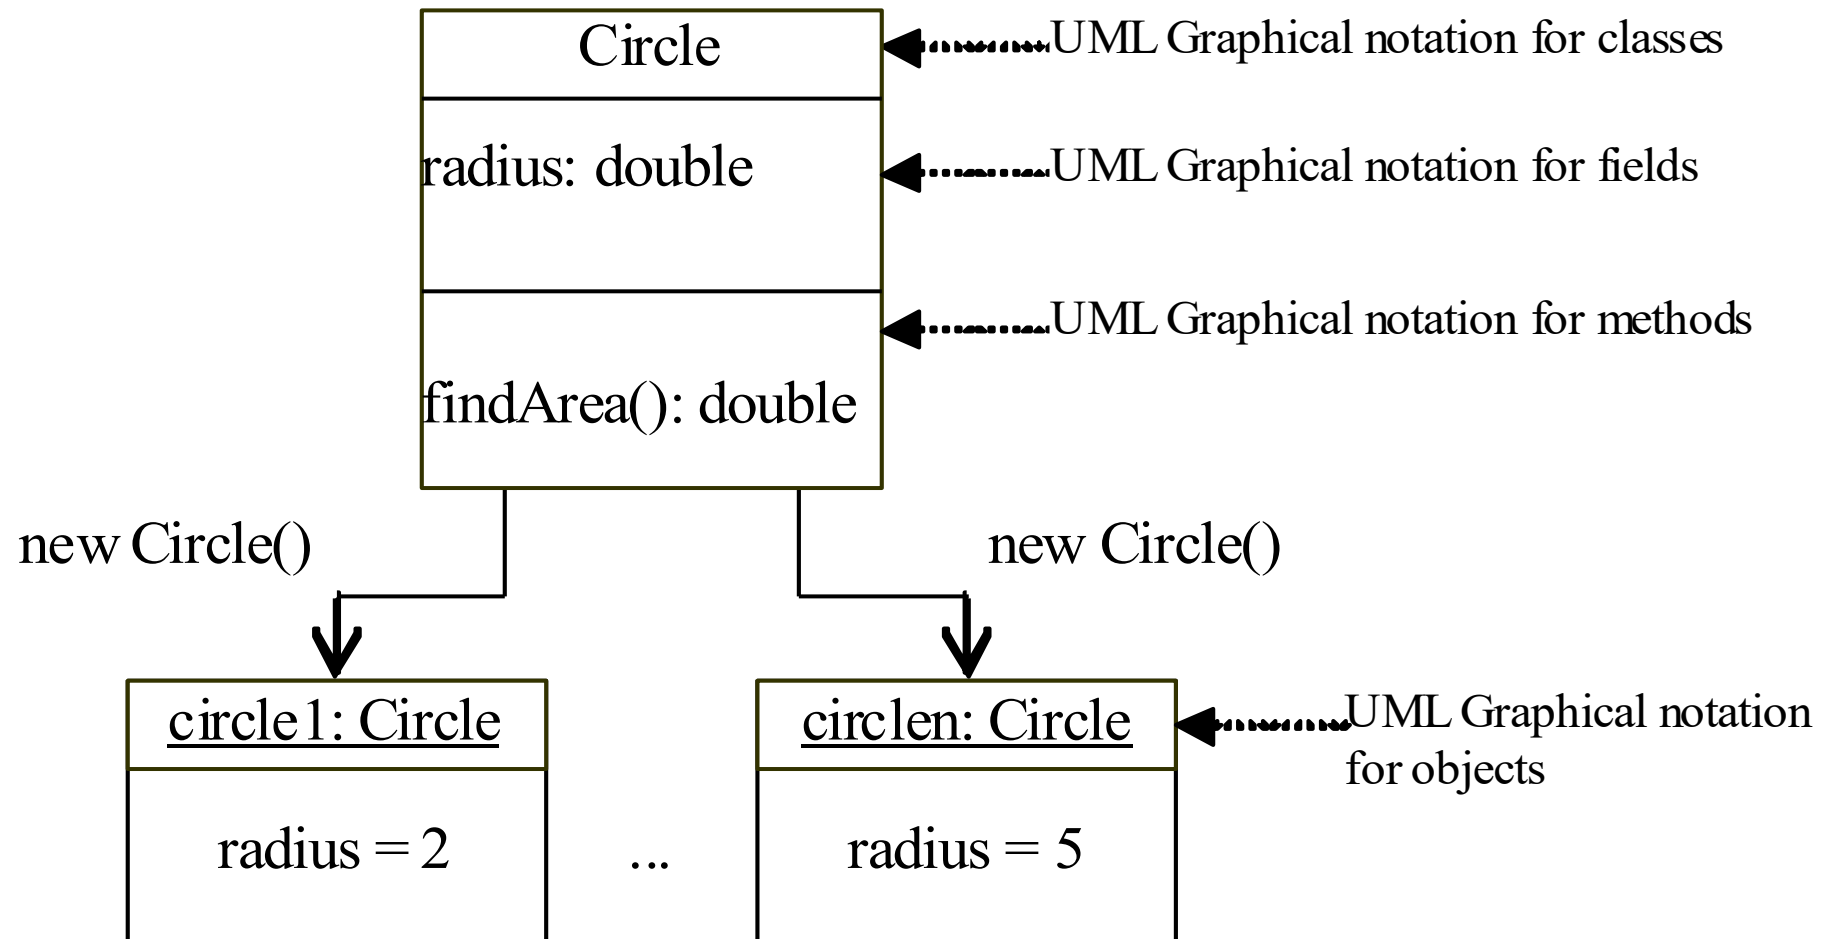 Circle
UML Graphical notation for classes
radius: double
UML Graphical notation for fields
UML Graphical notation for methods
findArea(): double
new Circle()
new Circle()
circle1: Circle
circlen: Circle
UML Graphical notation
for objects
radius = 2
...
radius = 5